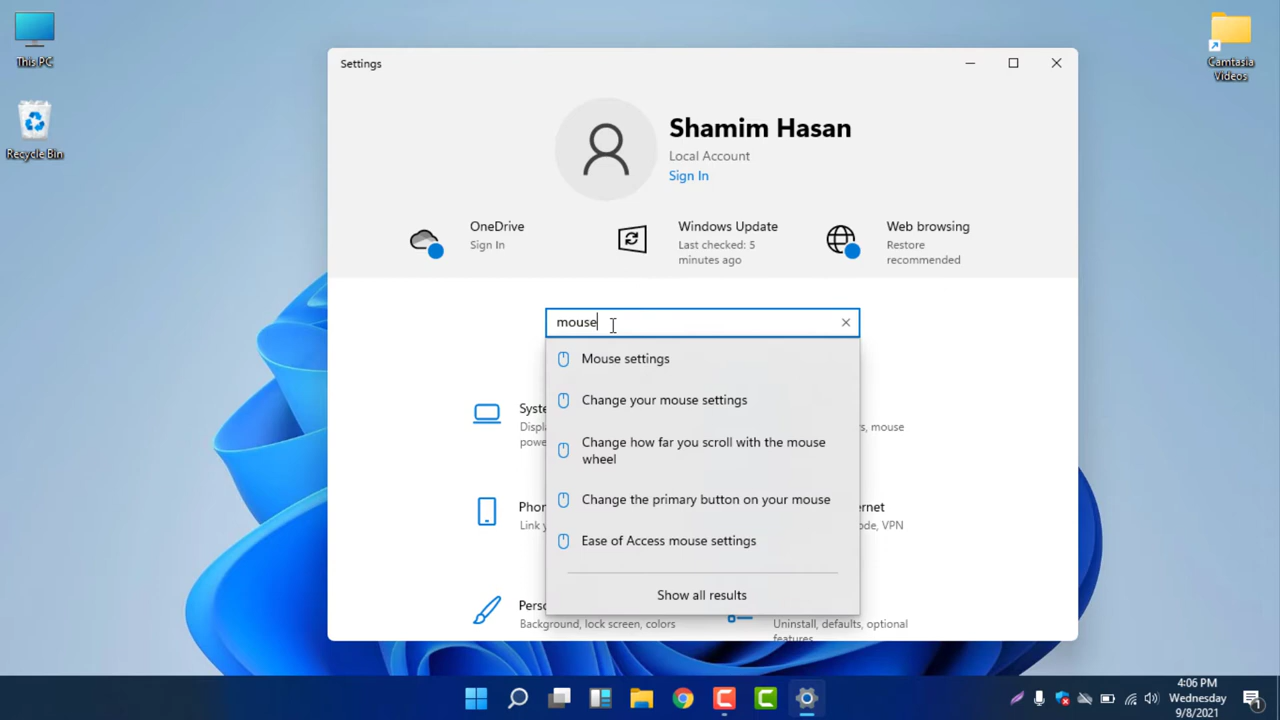 This PC
Recycle Bin
Camtasia
Videos
Settings
Shamim Hasan
Local Account
Sign In
OneDrive
Sign In
Windows Update
Last checked: 5
minutes ago
Web browsing
Restore
recommended
mouse
Mouse settings
Change your mouse settings
Change how far you scroll with the mouse
wheel
Change the primary button on your mouse
Ease of Access mouse settings
Show all results
Syste
Displ
powe
rs, mouse
Phon
Link y
ernet
ode, VPN
Perso
Background, lock screen, colors
Uninstall, defaults, optional
features
4:06 PM
Wednesday
9/8/2021
1